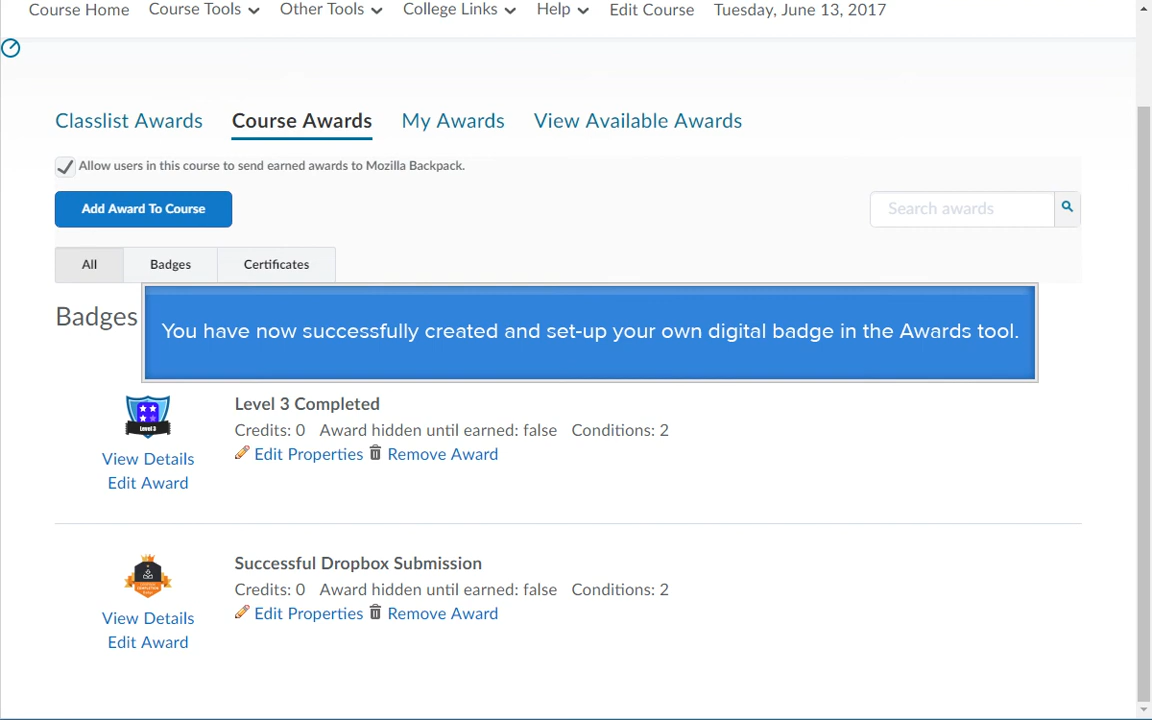 Course Home Course Tools Other Tools College Links Help Edit Course Tuesday, June 13, 2017
Classlist Awards Course Awards My Awards View Available Awards
Allow users in this course to send earned awards to Mozilla Backpack.
Add Award To Course Search awards
All Badges Certificates
Badges
You have now successfully created and set-up your own digital badge in the Awards tool.
Level 3
Level 3 Completed
Credits: 0 Award hidden until earned: false Conditions: 2
Edit Properties Remove Award
View Details
Edit Award
Successful Dropbox Submission
Credits: 0 Award hidden until earned: false Conditions: 2
Edit Properties Remove Award
View Details
Edit Award